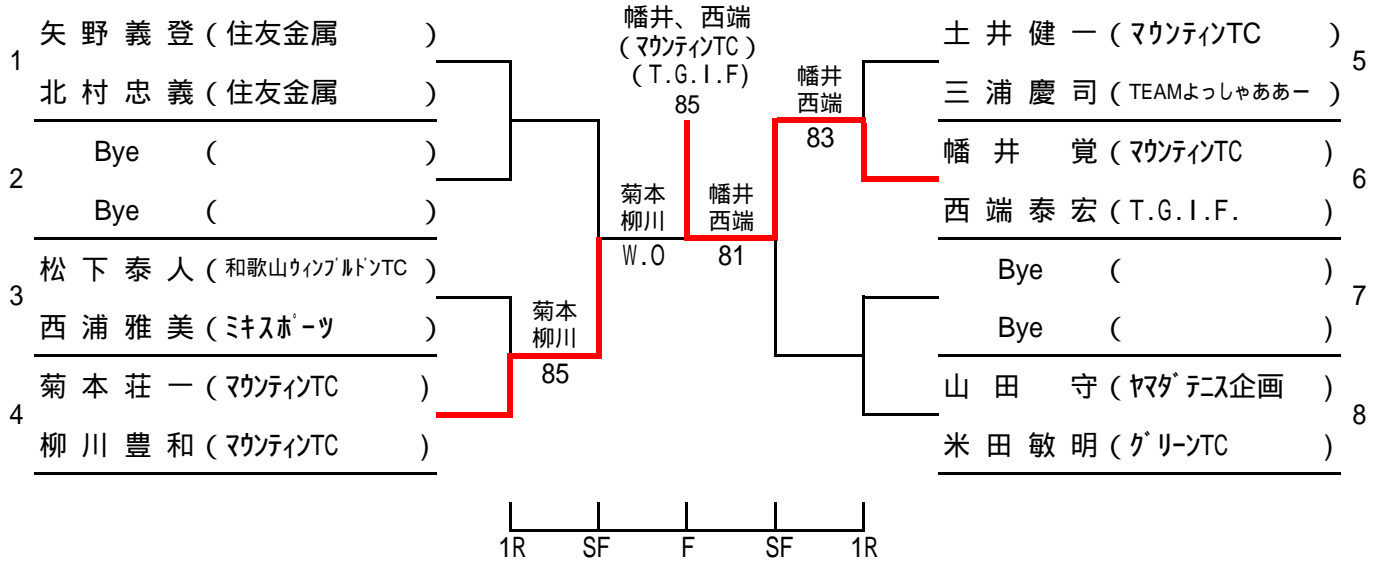 1
矢野義登(住友金属)
北村忠義(住友金属)
2
Bye ( )
Bye ( )
3
松下泰人(和歌山ウィンブルドンTC)
西浦雅美(ミキスポーツ)
4
菊本荘一(マウンティンTC)
柳川豊和(マウンティンTC)
菊本
柳川
85
菊本
柳川
W.O
幡井、西端
(マウンティンTC)
(T.G.I.F)
85
幡井
西端
81
幡井
西端
83
土井健一(マウンティンTC)
三浦慶司(TEAMよっしゃああー)
5
幡井 覚(マウンティンTC)
西端泰宏(T.G.I.F.)
6
Bye ( )
Bye ( )
7
山田 守(ヤマダテニス企画)
米田敏明(グリーンTC)
8
1R SF F SF 1R